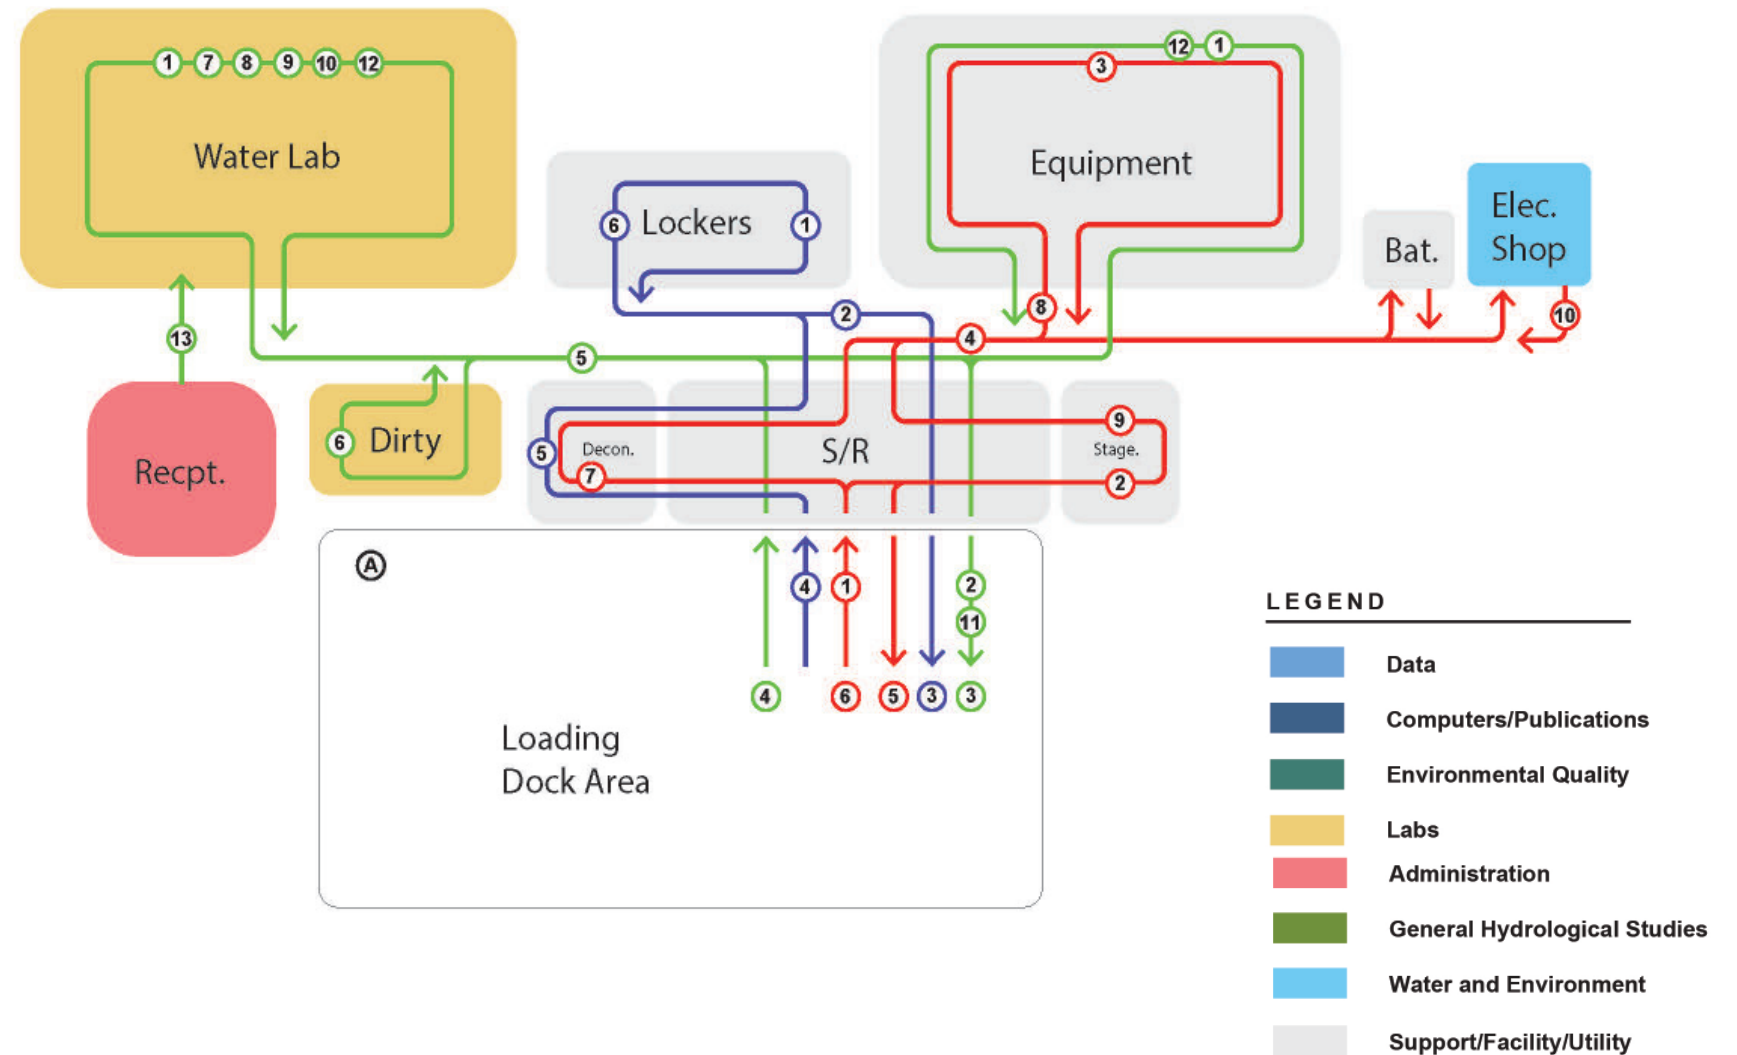 1 7 8 9 10 12
Water Lab
12 1
3
Equipment
6 Lockers 1
Elec.
Shop
Bat.
8
2
10
13
4
5
Recpt.
6 Dirty
5
Decon.
7
S/R
9
Stage.
2
A
4 1 2
11
4 6 5 3 3
Loading
Dock Area
LEGEND
Data
Computers/Publications
Environmental Quality
Labs
Administration
General Hydrological Studies
Water and Environment
Support/Facility/Utility